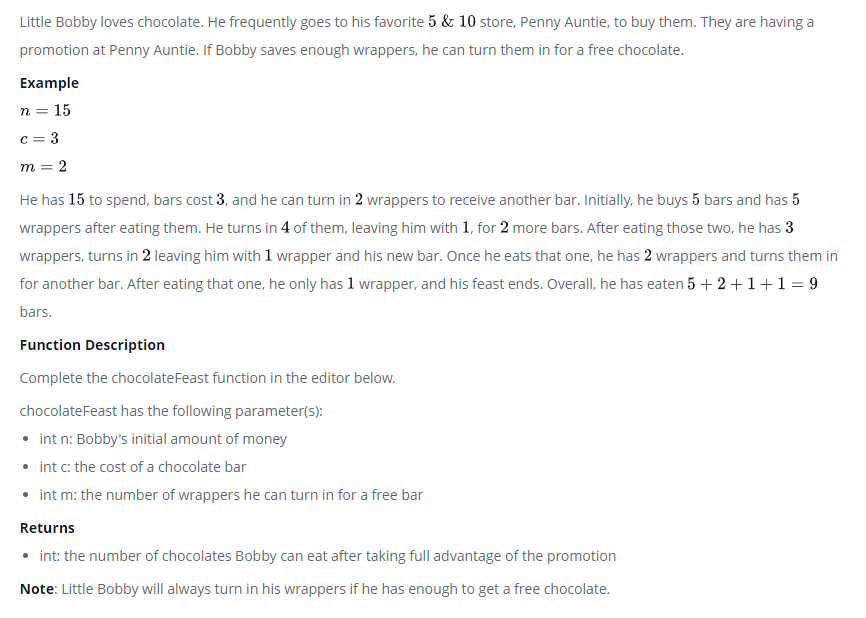 Little Bobby loves chocolate. He frequently goes to his favorite 5 & 10 store, Penny Auntie, to buy them. They are having a
promotion at Penny Auntie. If Bobby saves enough wrappers, he can turn them in for a free chocolate.
Example
n = 15
c = 3
m = 2
He has 15 to spend, bars cost 3, and he can turn in 2 wrappers to receive another bar. Initially, he buys 5 bars and has 5
wrappers after eating them. He turns in 4 of them, leaving him with 1, for 2 more bars. After eating those two, he has 3
wrappers, turns in 2 leaving him with 1 wrapper and his new bar. Once he eats that one, he has 2 wrappers and turns them in
for another bar. After eating that one, he only has 1 wrapper, and his feast ends. Overall, he has eaten 5 + 2 + 1 + 1 = 9
bars.
Function Description
Complete the chocolateFeast function in the editor below.
chocolateFeast has the following parameter(s):
• int n: Bobby's initial amount of money
• int c: the cost of a chocolate bar
• int m: the number of wrappers he can turn in for a free bar
Returns
• int: the number of chocolates Bobby can eat after taking full advantage of the promotion
Note: Little Bobby will always turn in his wrappers if he has enough to get a free chocolate.